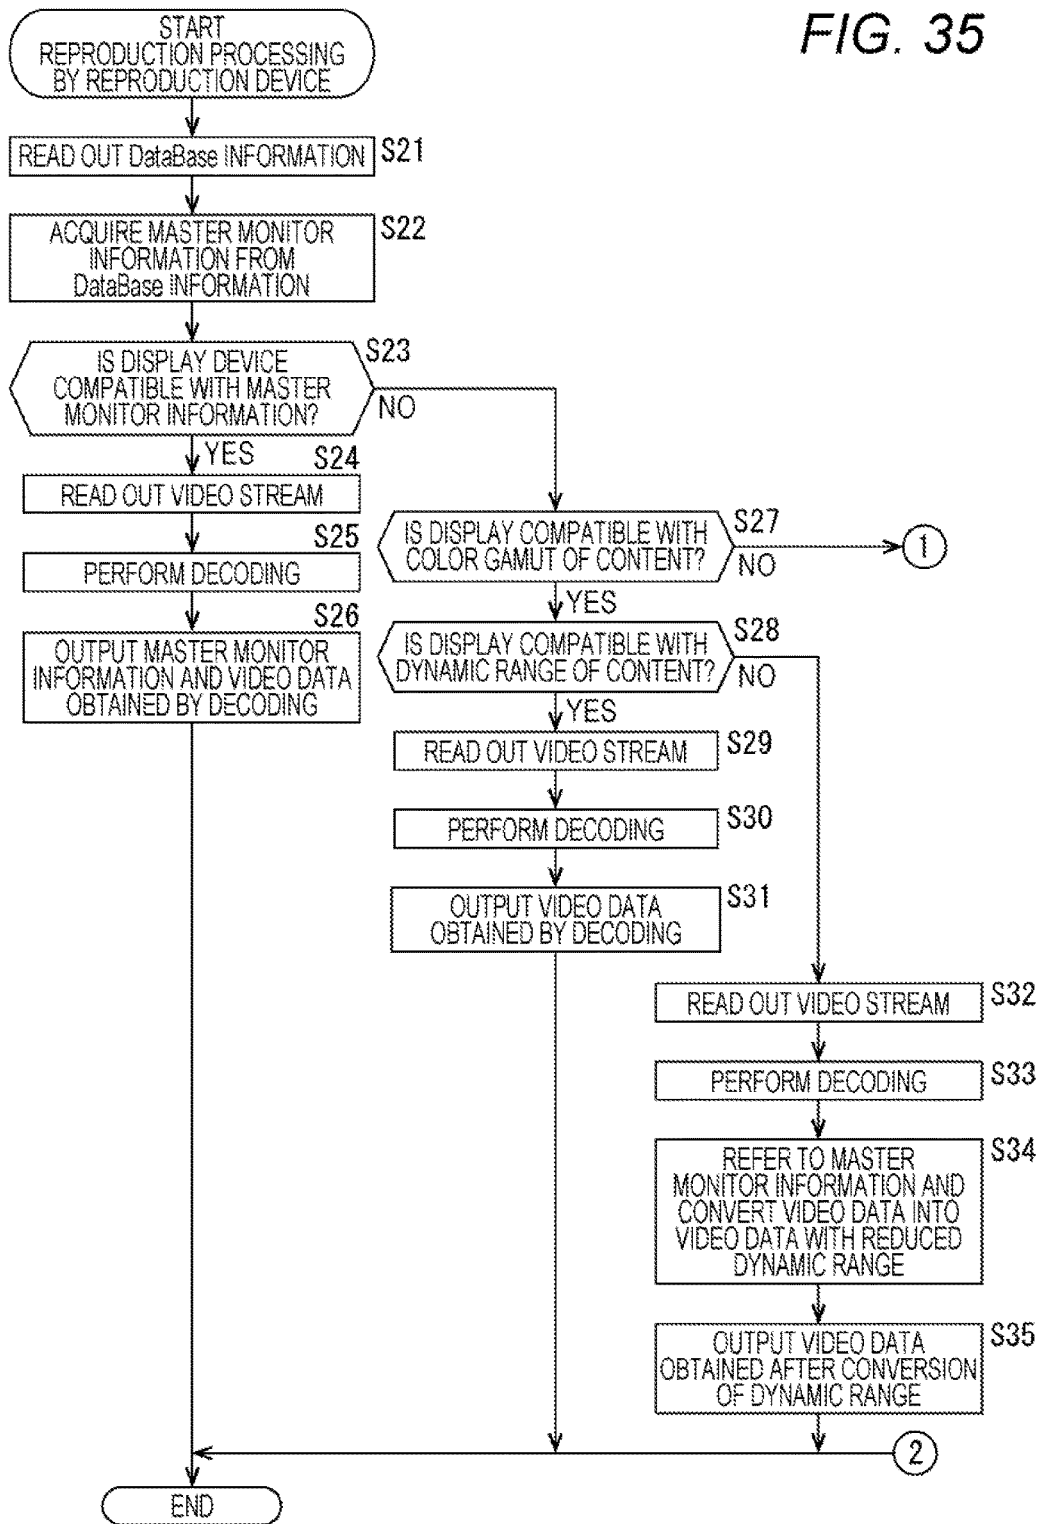 FIG. 35
START
REPRODUCTION PROCESSING
BY REPRODUCTION DEVICE
READ OUT DataBase INFORMATION
S21
ACQUIRE MASTER MONITOR
INFORMATION FROM
DataBase INFORMATION
S22
IS DISPLAY DEVICE
COMPATIBLE WITH MASTER
MONITOR INFORMATION?
S23
NO
YES
S24
READ OUT VIDEO STREAM
S25
PERFORM DECODING
S26
OUTPUT MASTER MONITOR
INFORMATION AND VIDEO DATA
OBTAINED BY DECODING
IS DISPLAY COMPATIBLE WITH
COLOR GAMUT OF CONTENT?
S27
NO
1
YES
IS DISPLAY COMPATIBLE WITH
DYNAMIC RANGE OF CONTENT?
S28
NO
YES
READ OUT VIDEO STREAM
S29
PERFORM DECODING
S30
OUTPUT VIDEO DATA
OBTAINED BY DECODING
S31
READ OUT VIDEO STREAM
S32
PERFORM DECODING
S33
REFER TO MASTER
MONITOR INFORMATION AND
CONVERT VIDEO DATA INTO
VIDEO DATA WITH REDUCED
DYNAMIC RANGE
S34
OUTPUT VIDEO DATA
OBTAINED AFTER CONVERSION
OF DYNAMIC RANGE
S35
2
END